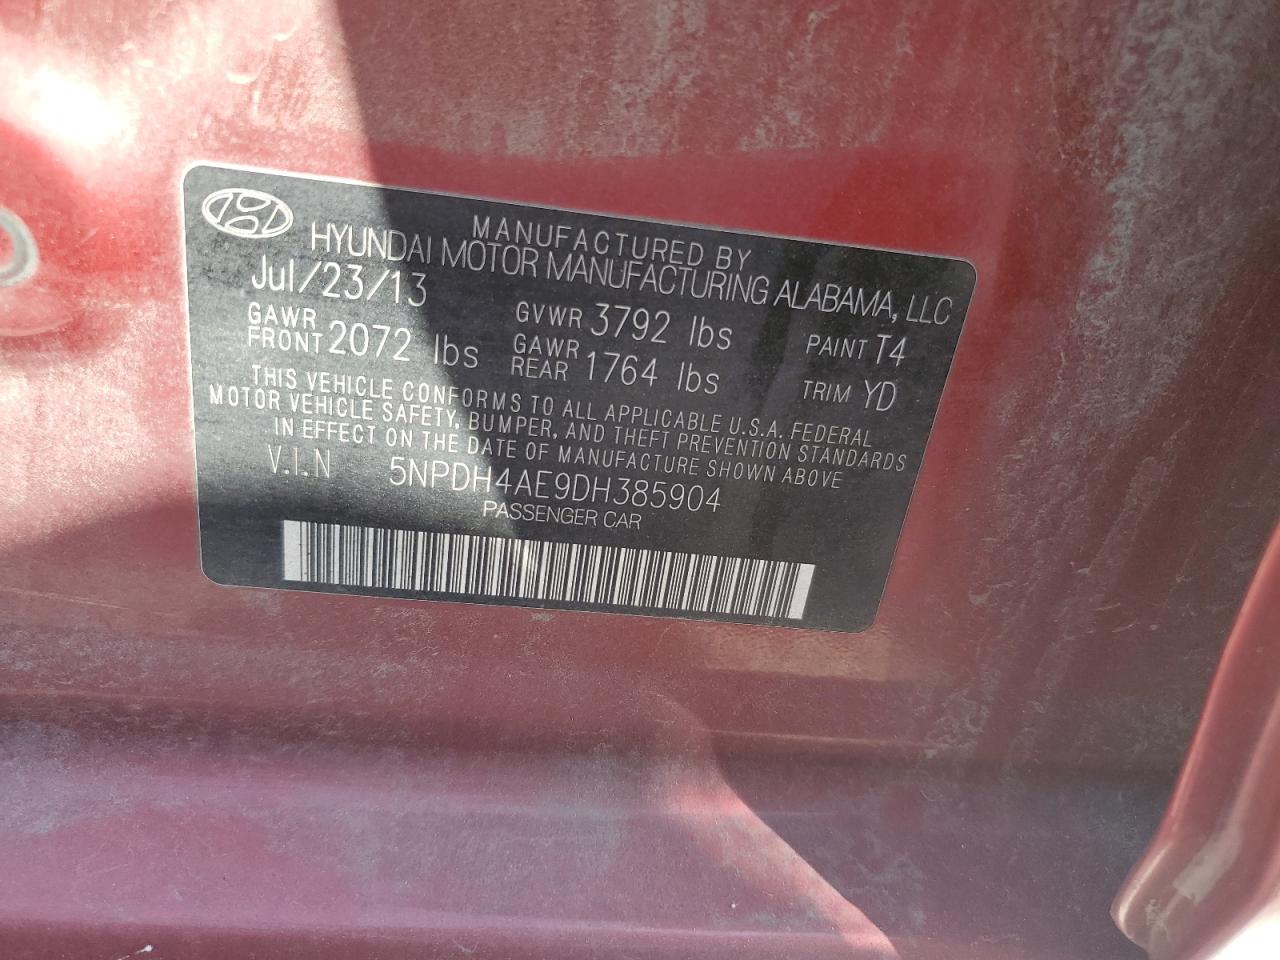 MANUFACTURED BY
HYUNDAI MOTOR MANUFACTURING ALABAMA, LLC
Jul/23/13
GAWR FRONT 2072 lbs GVWR 3792 lbs PAINT T4
GAWR REAR 1764 lbs TRIM YD
THIS VEHICLE CONFORMS TO ALL APPLICABLE U.S.A. FEDERAL
MOTOR VEHICLE SAFETY, BUMPER, AND THEFT PREVENTION STANDARDS
IN EFFECT ON THE DATE OF MANUFACTURE SHOWN ABOVE
V.I.N 5NPDH4AE9DH385904
PASSENGER CAR